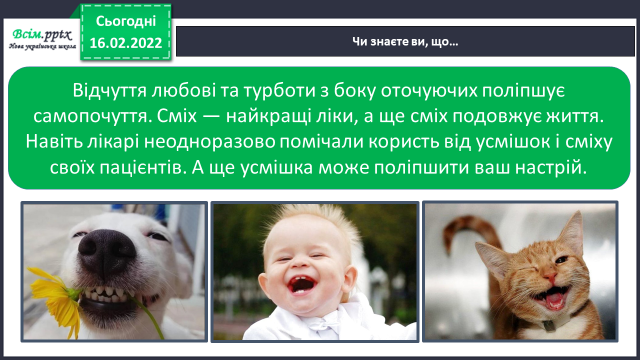 Всім.pptx
Нова українська школа
Сьогодні
16.02.2022
Чи знаєте ви, що…
Відчуття любові та турботи з боку оточуючих поліпшує
самопочуття. Сміх — найкращі ліки, а ще сміх подовжує життя.
Навіть лікарі неодноразово помічали користь від усмішок і сміху
своїх пацієнтів. А ще усмішка може поліпшити ваш настрій.